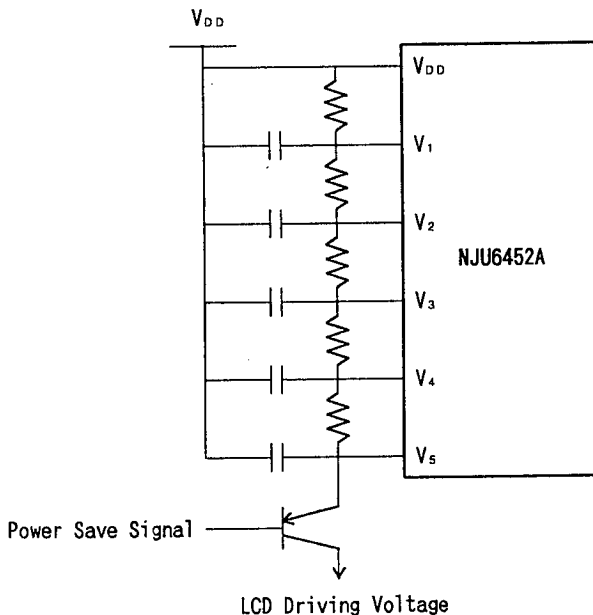 VDD
VDD
V1
V2
NJU6452A
V3
V4
V5
Power Save Signal
LCD Driving Voltage